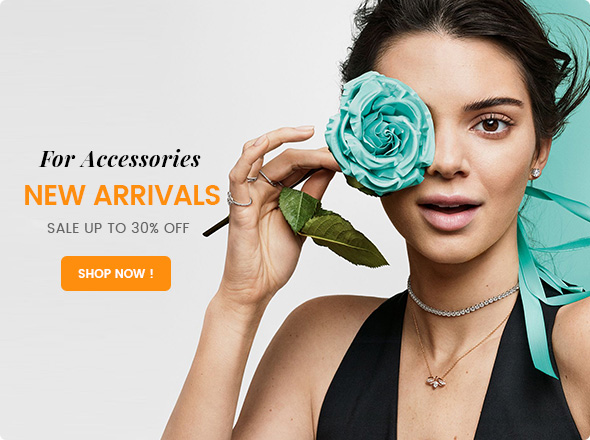 For Accessories
NEW ARRIVALS
SALE UP TO 30% OFF
SHOP NOW !